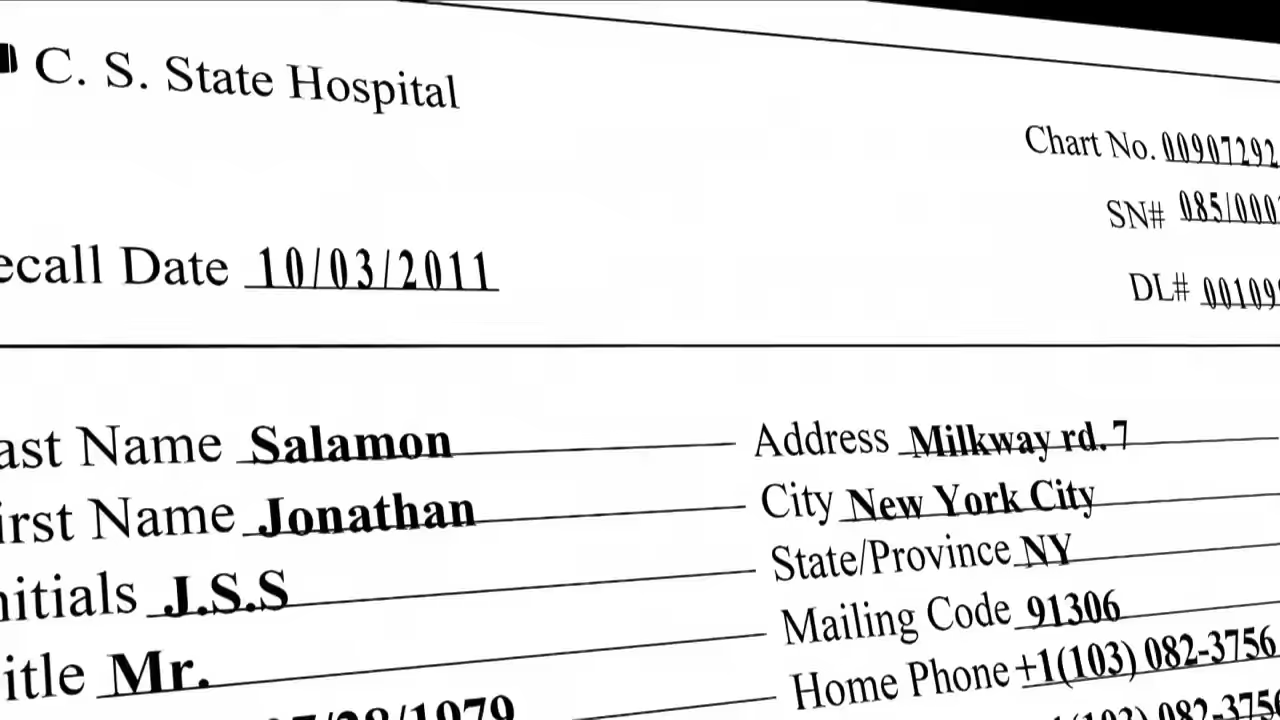 C. S. State Hospital
Chart No. 00907292
SN# 085/000
ecall Date 10/03/2011
DL# 00109
ast Name Salamon
Address Milkway rd. 7
irst Name Jonathan
City New York City
nitials J.S.S
State/Province NY
itle Mr.
Mailing Code 91306
Home Phone +1(103) 082-3756